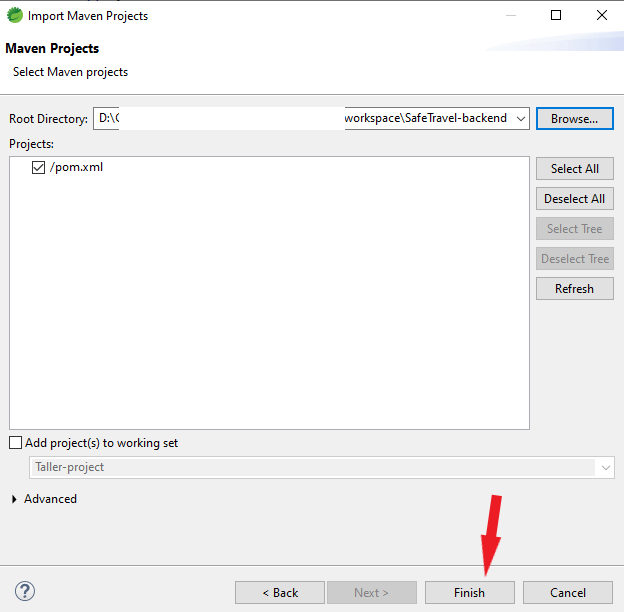 Import Maven Projects
Maven Projects
Select Maven projects
Root Directory: D:\ workspace\SafeTravel-backend Browse...
Projects:
/pom.xml
Select All
Deselect All
Select Tree
Deselect Tree
Refresh
Add project(s) to working set
Taller-project
Advanced
? < Back Next > Finish Cancel